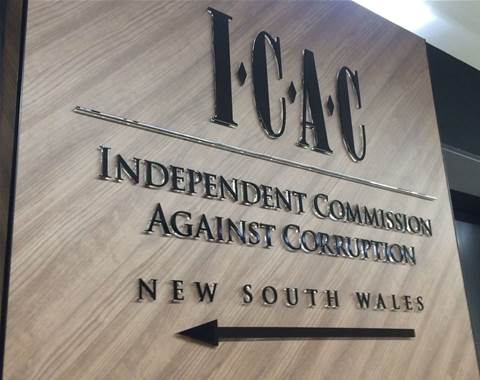 I·C·A·C
INDEPENDENT COMMISSION
AGAINST CORRUPTION
NEW SOUTH WALES